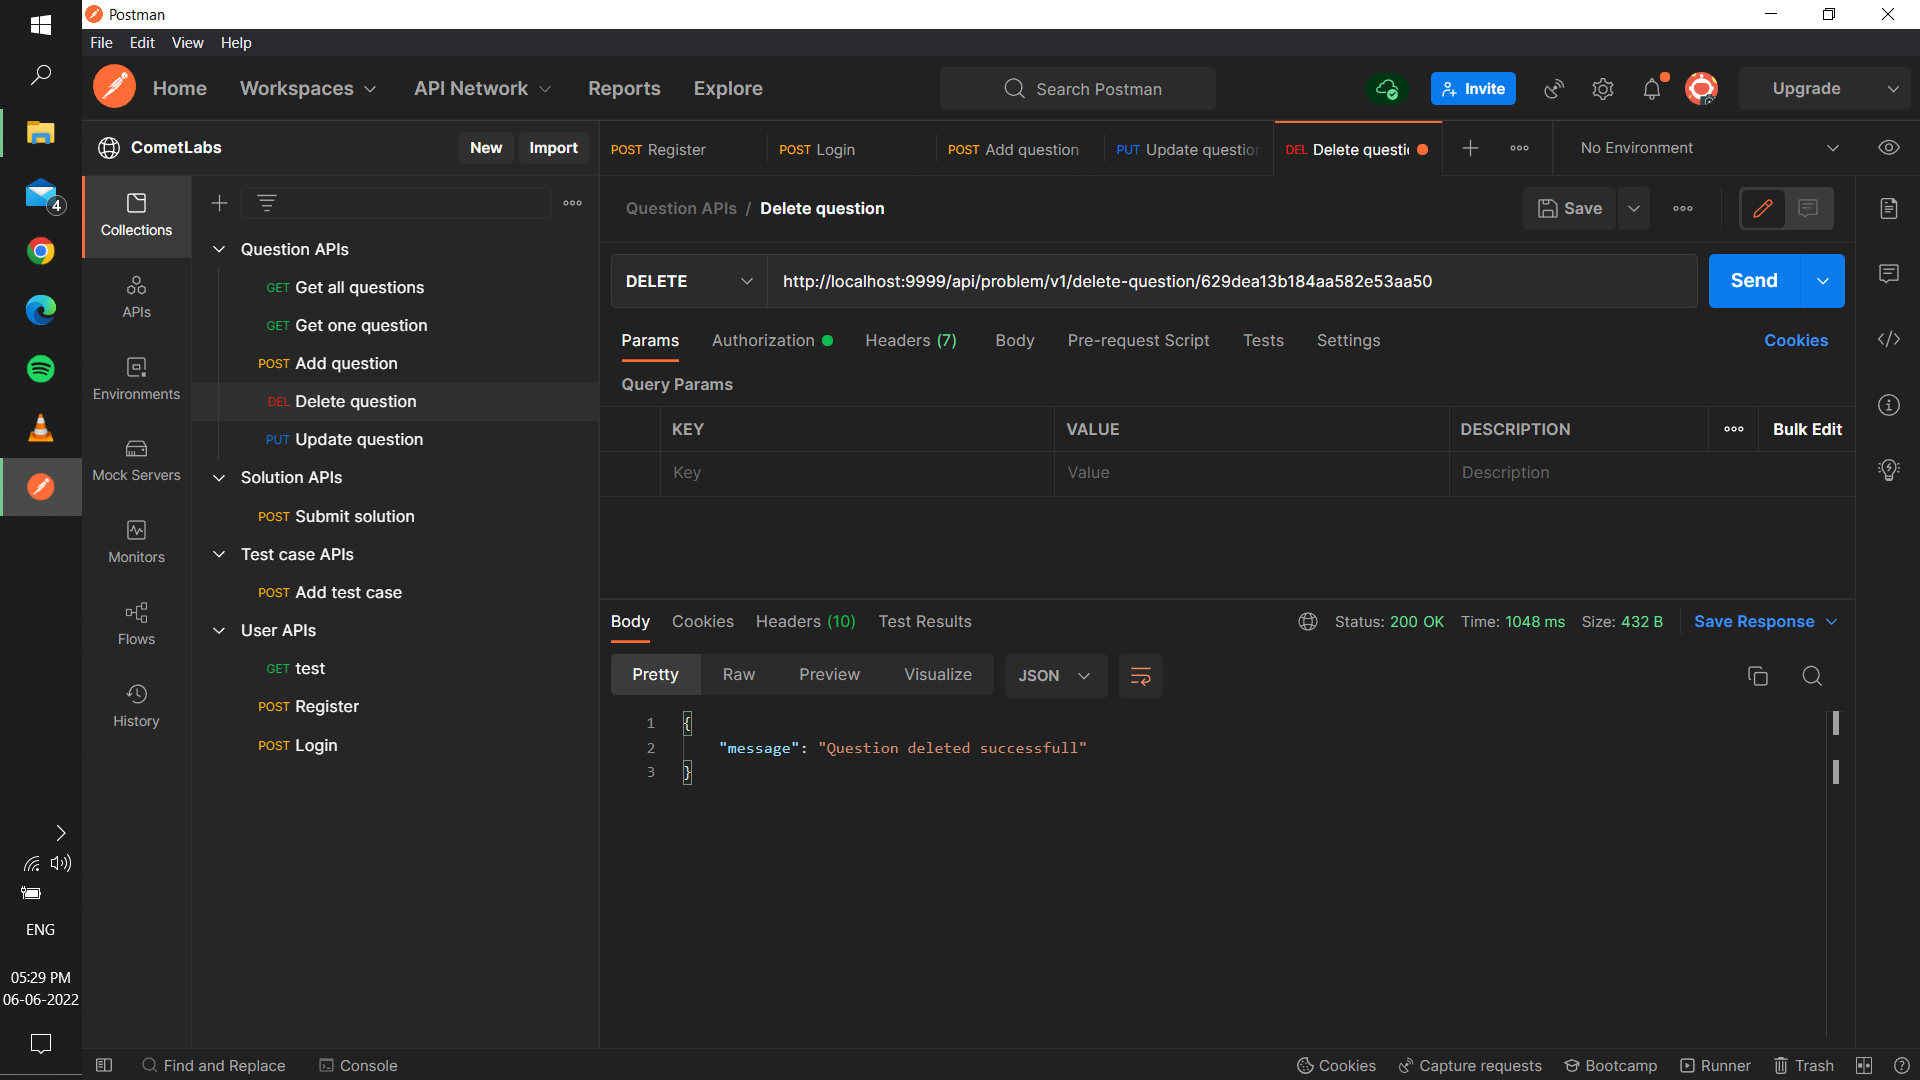 Postman
File Edit View Help
Home Workspaces API Network Reports Explore Search Postman Invite Upgrade
CometLabs New Import
POST Register POST Login POST Add question PUT Update question DEL Delete questi No Environment
Collections
APIs
Environments
Mock Servers
Monitors
Flows
History
Question APIs
GET Get all questions
GET Get one question
POST Add question
DEL Delete question
PUT Update question
Solution APIs
POST Submit solution
Test case APIs
POST Add test case
User APIs
GET test
POST Register
POST Login
Question APIs / Delete question Save
DELETE http://localhost:9999/api/problem/v1/delete-question/629dea13b184aa582e53aa50 Send
Params Authorization Headers (7) Body Pre-request Script Tests Settings Cookies
Query Params
KEY VALUE DESCRIPTION Bulk Edit
Key Value Description
Body Cookies Headers (10) Test Results Status: 200 OK Time: 1048 ms Size: 432 B Save Response
Pretty Raw Preview Visualize JSON
1 {
2 "message": "Question deleted successfull"
3 }
4
ENG
05:29 PM
06-06-2022
Find and Replace Console Cookies Capture requests Bootcamp Runner Trash